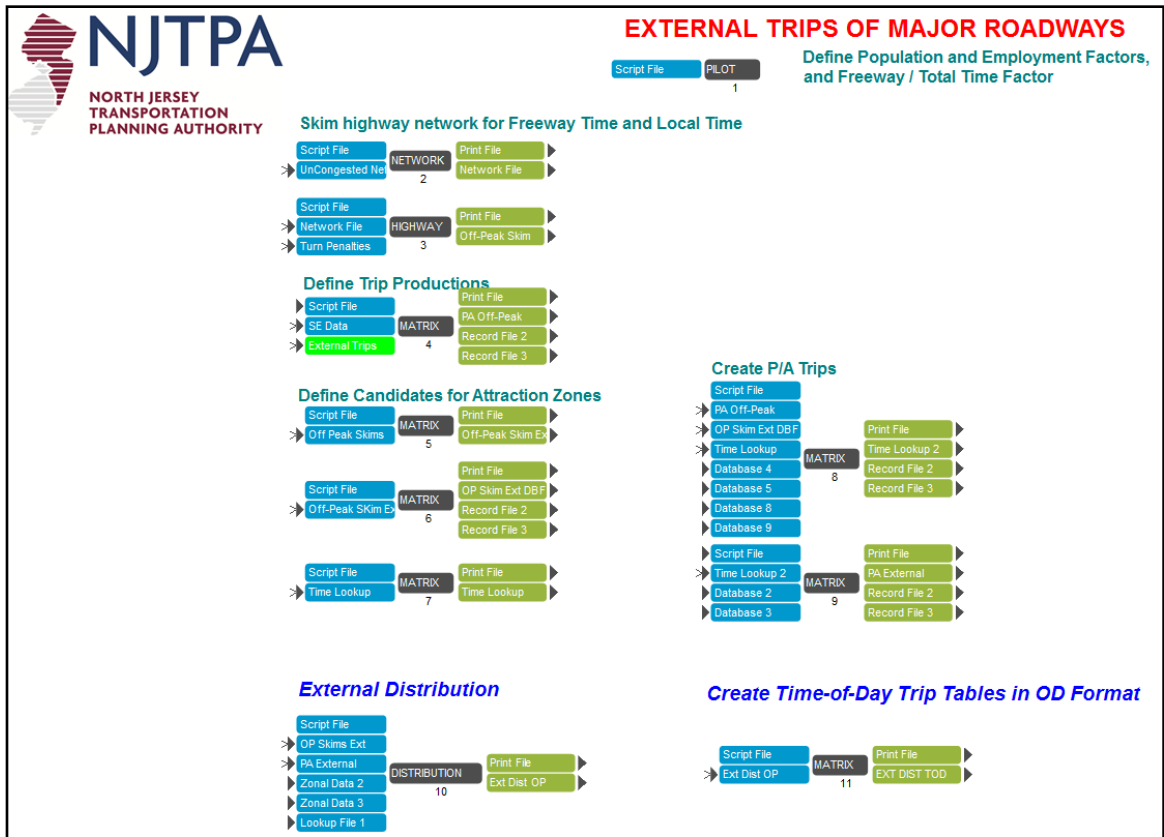 NJTPA
NORTH JERSEY
TRANSPORTATION
PLANNING AUTHORITY
EXTERNAL TRIPS OF MAJOR ROADWAYS
Script File
PILOT
1
Define Population and Employment Factors,
and Freeway / Total Time Factor
Skim highway network for Freeway Time and Local Time
Script File
UnCongested Net
NETWORK
2
Print File
Network File
Script File
Network File
Turn Penalties
HIGHWAY
3
Print File
Off-Peak Skim
Define Trip Productions
Script File
SE Data
External Trips
MATRIX
4
Print File
PA Off-Peak
Record File 2
Record File 3
Define Candidates for Attraction Zones
Script File
Off Peak Skims
MATRIX
5
Print File
Off-Peak Skim Ex
Script File
Off-Peak SKim Ex
MATRIX
6
Print File
OP Skim Ext DBF
Record File 2
Record File 3
Script File
Time Lookup
MATRIX
7
Print File
Time Lookup
Create P/A Trips
Script File
PA Off-Peak
OP Skim Ext DBF
Time Lookup
Database 4
Database 5
Database 8
Database 9
MATRIX
8
Print File
Time Lookup 2
Record File 2
Record File 3
Script File
Time Lookup 2
Database 2
Database 3
MATRIX
9
Print File
PA External
Record File 2
Record File 3
External Distribution
Script File
OP Skims Ext
PA External
Zonal Data 2
Zonal Data 3
Lookup File 1
DISTRIBUTION
10
Print File
Ext Dist OP
Create Time-of-Day Trip Tables in OD Format
Script File
Ext Dist OP
MATRIX
11
Print File
EXT DIST TOD